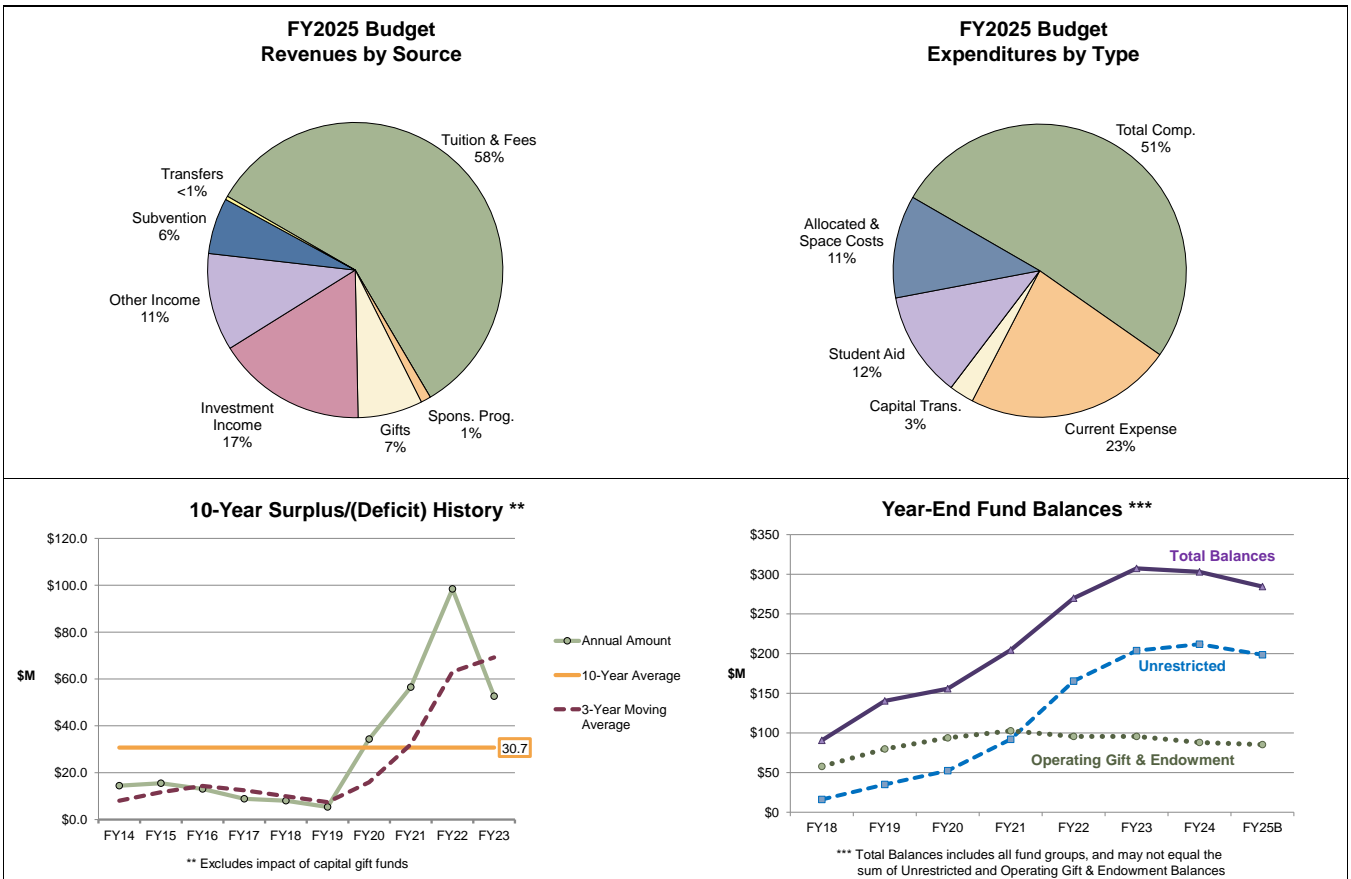 FY2025 Budget
Revenues by Source
Tuition & Fees
58%
Transfers
<1%
Subvention
6%
Other Income
11%
Investment
Income
17%
Gifts
7%
Spons. Prog.
1%
FY2025 Budget
Expenditures by Type
Total Comp.
51%
Allocated &
Space Costs
11%
Student Aid
12%
Capital Trans.
3%
Current Expense
23%
10-Year Surplus/(Deficit) History **
$120.0
$100.0
$80.0
$60.0
$40.0
$20.0
$0.0
$M
FY14 FY15 FY16 FY17 FY18 FY19 FY20 FY21 FY22 FY23
30.7
Annual Amount
10-Year Average
3-Year Moving
Average
** Excludes impact of capital gift funds
Year-End Fund Balances ***
$350
$300
$250
$200
$150
$100
$50
$0
$M
Total Balances
Unrestricted
Operating Gift & Endowment
FY18 FY19 FY20 FY21 FY22 FY23 FY24 FY25B
*** Total Balances includes all fund groups, and may not equal the
sum of Unrestricted and Operating Gift & Endowment Balances